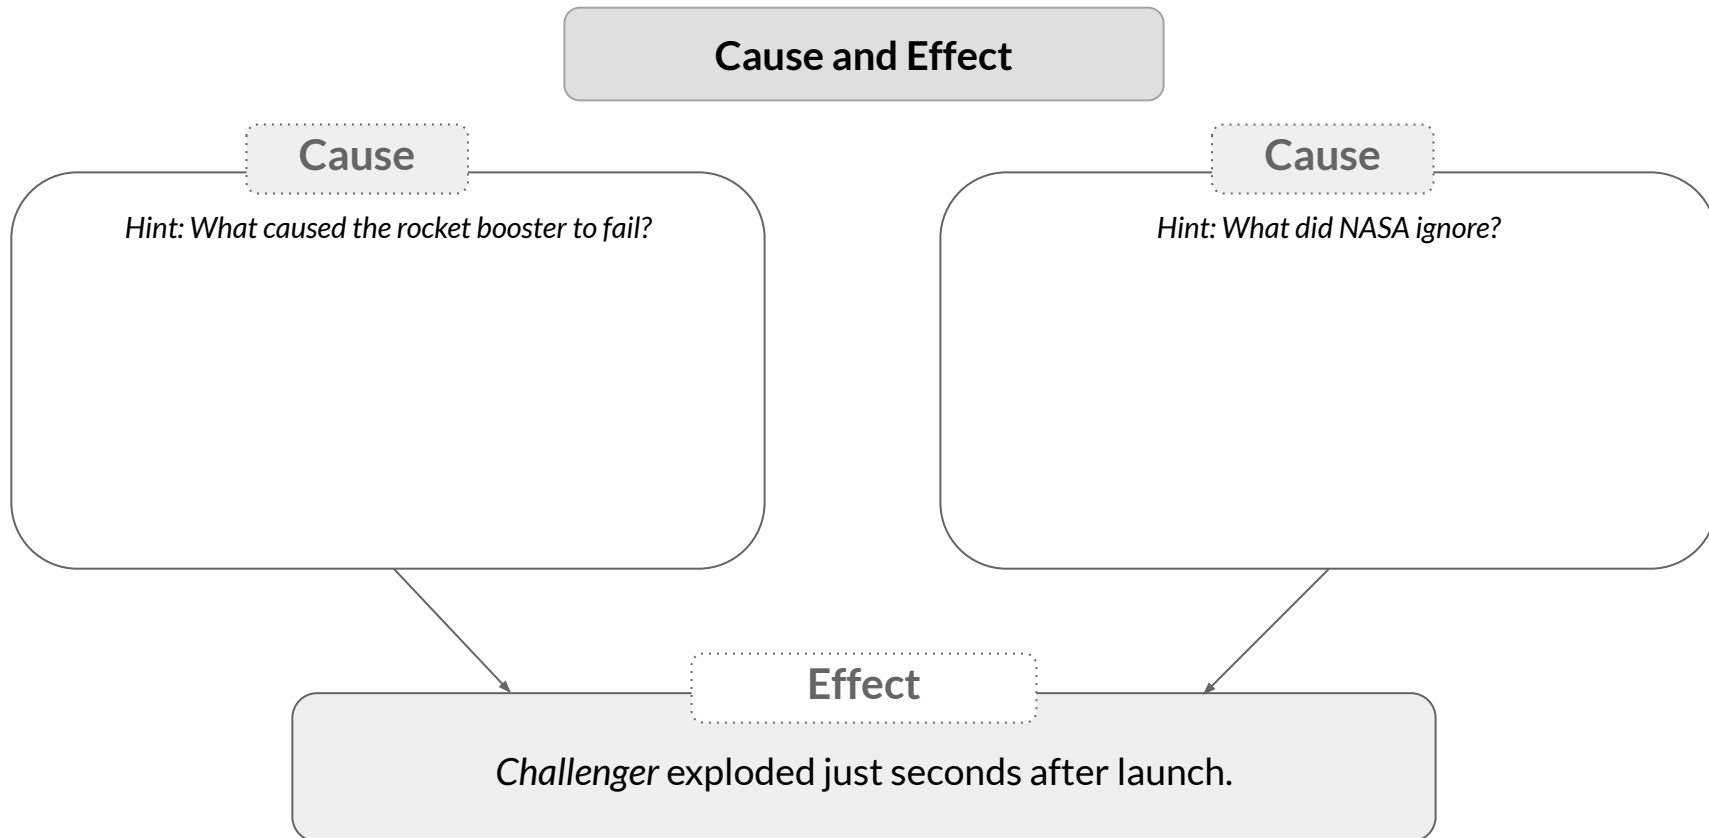 Cause and Effect
Cause
Hint: What caused the rocket booster to fail?
Cause
Hint: What did NASA ignore?
Effect
Challenger exploded just seconds after launch.